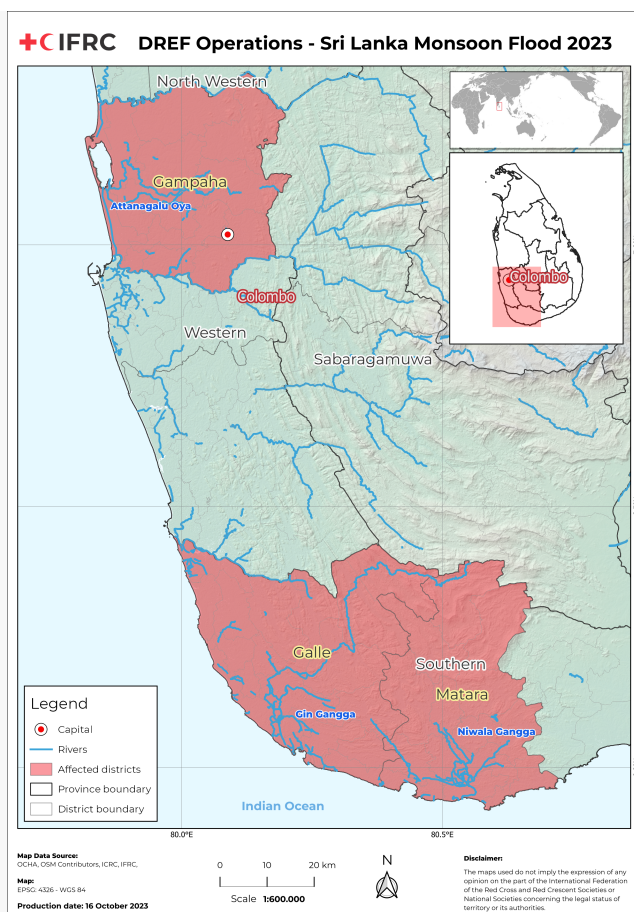 IFRC
DREF Operations - Sri Lanka Monsoon Flood 2023
North Western
Gampaha
Attanagalu Oya
Colombo
Colombo
Western
Sabaragamuwa
Galle
Southern
Matara
Gin Gangga
Niwala Gangga
Indian Ocean
Legend
Capital
Rivers
Affected districts
Province boundary
District boundary
80.0°E
80.5°E
Map Data Source:
OCHA, OSM Contributors, ICRC, IFRC,
Map:
EPSG: 4326 - WGS 84
Production date: 16 October 2023
0 10 20 km
Scale 1:600.000
N
Disclaimer:
The maps used do not imply the expression of any
opinion on the part of the International Federation
of the Red Cross and Red Crescent Societies or
National Societies concerning the legal status of
territory or its authorities.